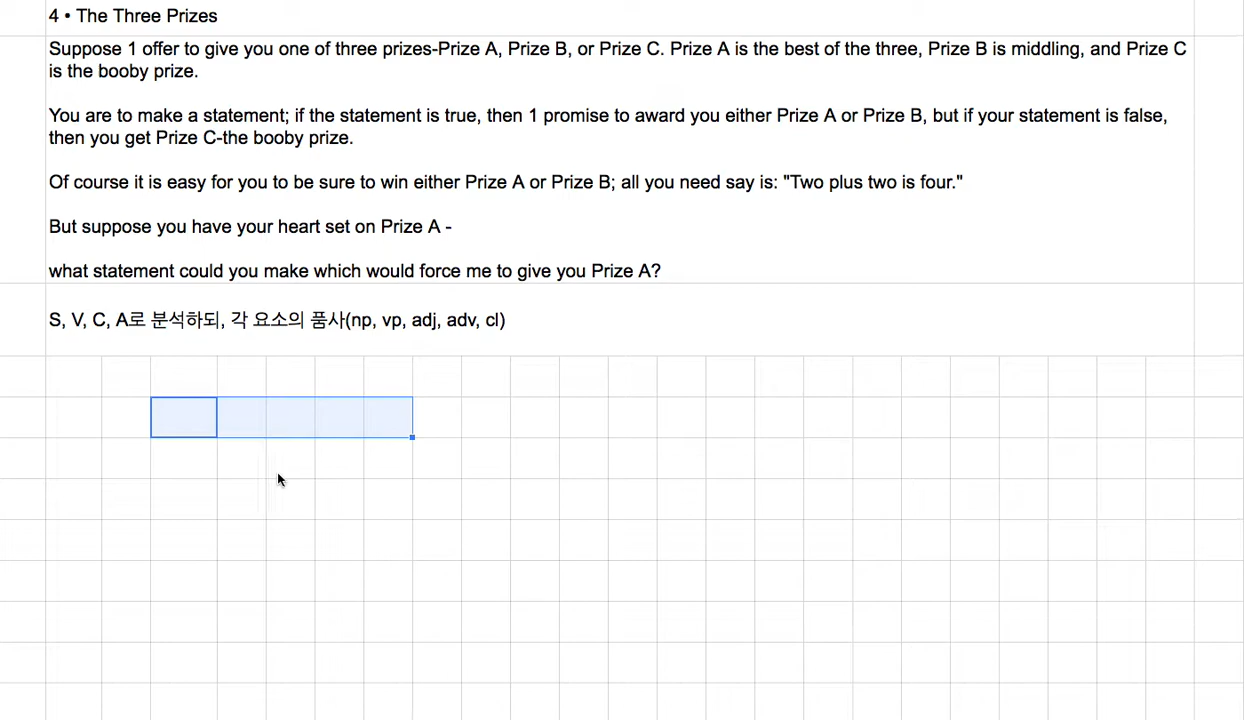 4 • The Three Prizes
Suppose 1 offer to give you one of three prizes-Prize A, Prize B, or Prize C. Prize A is the best of the three, Prize B is middling, and Prize C
is the booby prize.
You are to make a statement; if the statement is true, then 1 promise to award you either Prize A or Prize B, but if your statement is false,
then you get Prize C-the booby prize.
Of course it is easy for you to be sure to win either Prize A or Prize B; all you need say is: "Two plus two is four."
But suppose you have your heart set on Prize A -
what statement could you make which would force me to give you Prize A?
S, V, C, A로 분석하되, 각 요소의 품사(np, vp, adj, adv, cl)